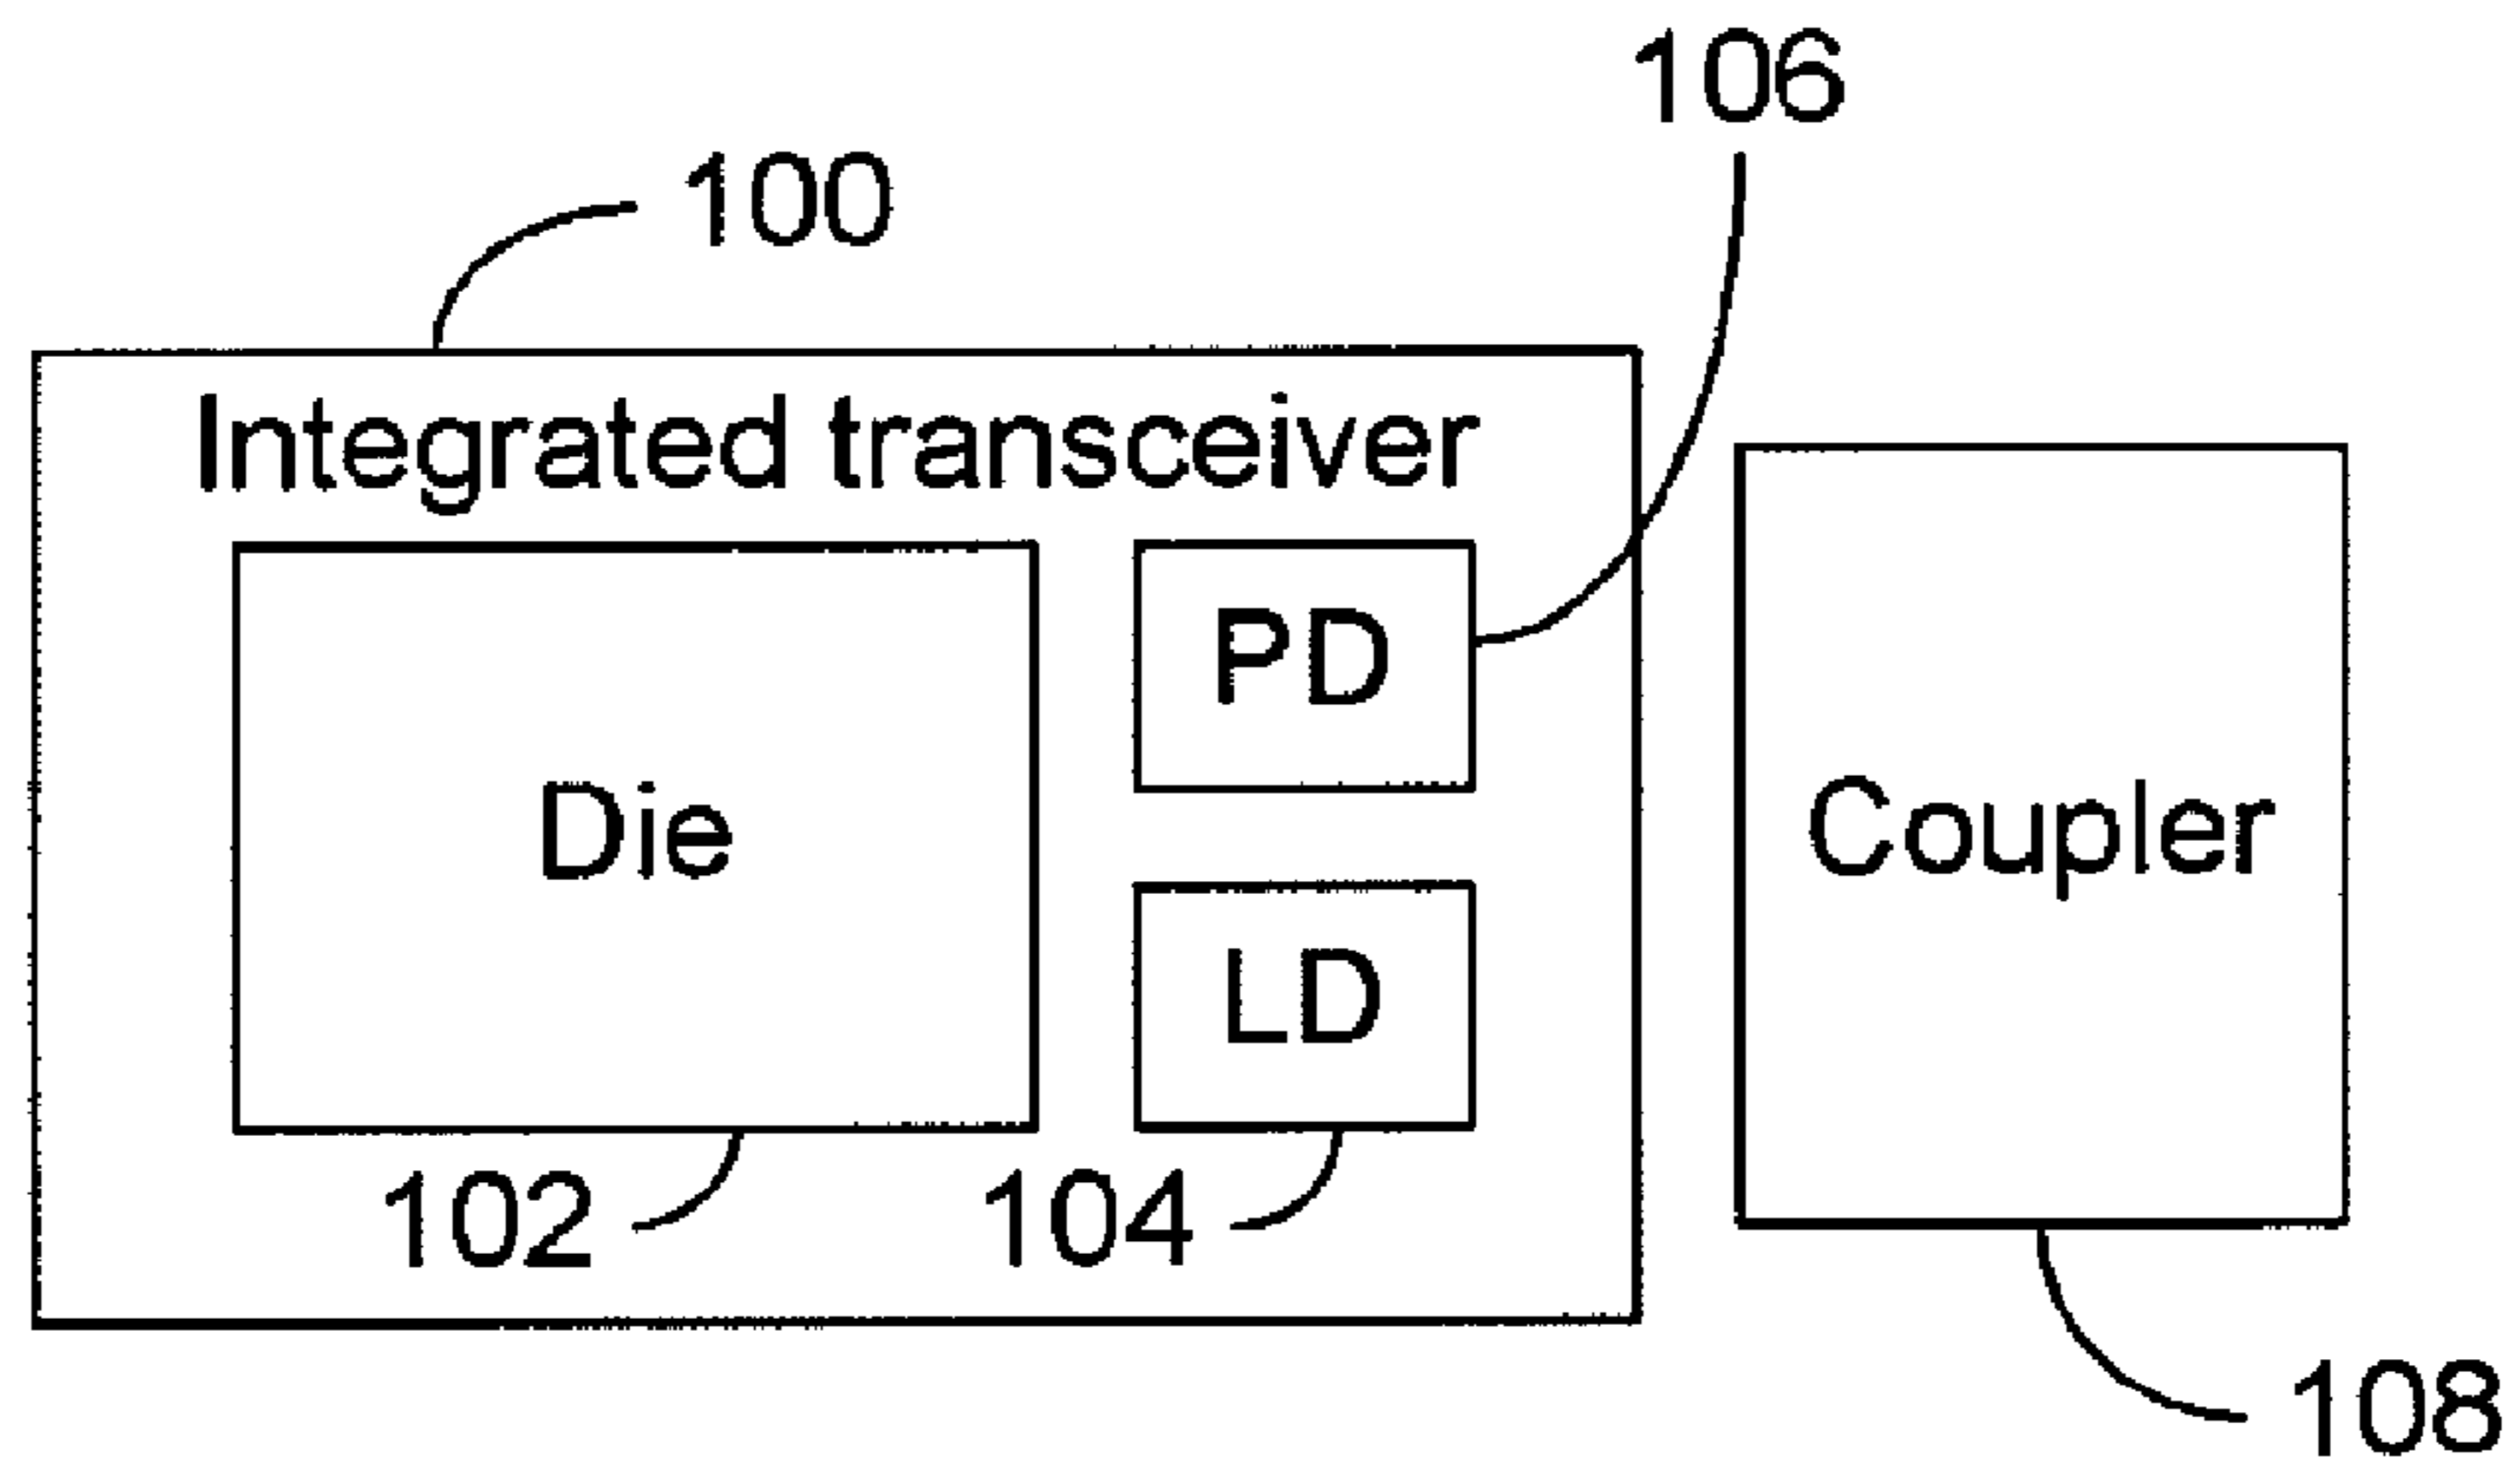 106
100
Integrated transceiver
PD
Die
Coupler
LD
102
104
108